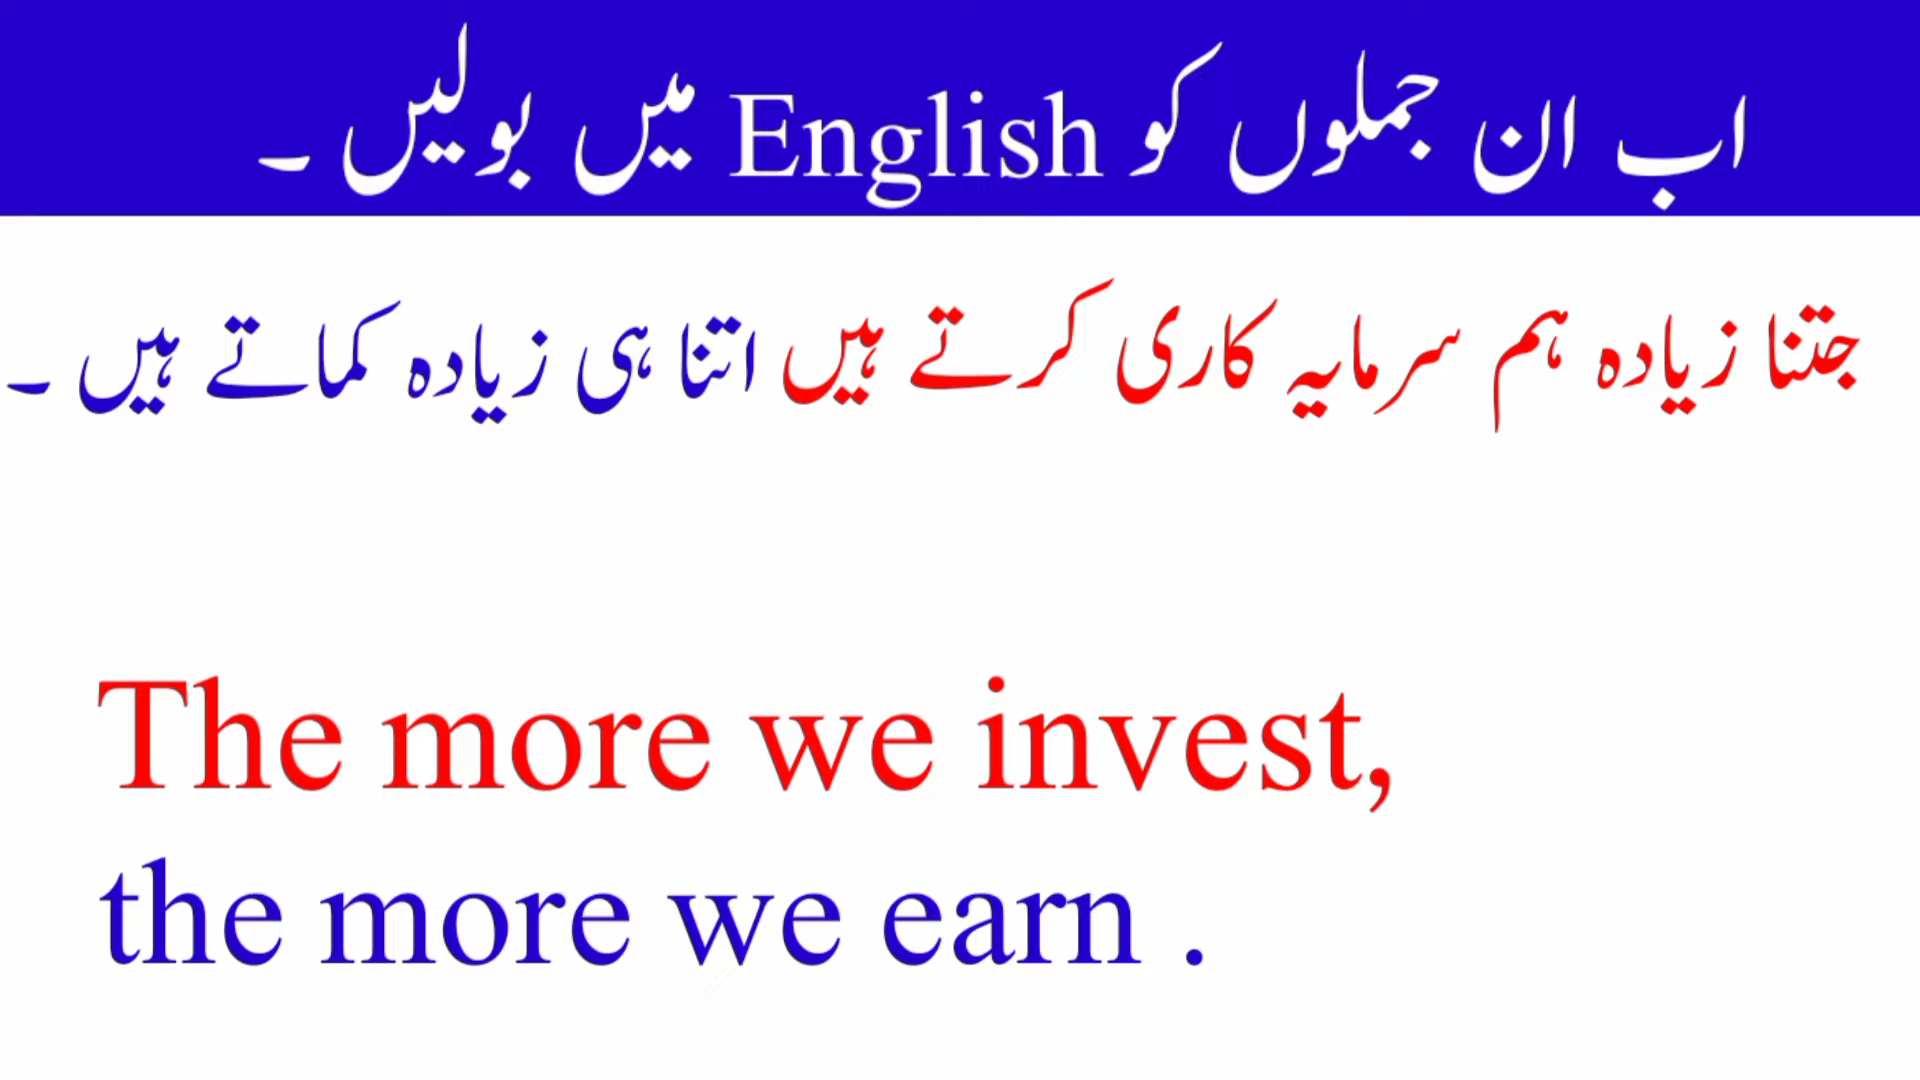 اب ان جملوں کو English میں بولیں ۔
جتنا زیادہ ہم سرمایہ کاری کرتے ہیں اتنا ہی زیادہ کماتے ہیں ۔
The more we invest,
the more we earn .